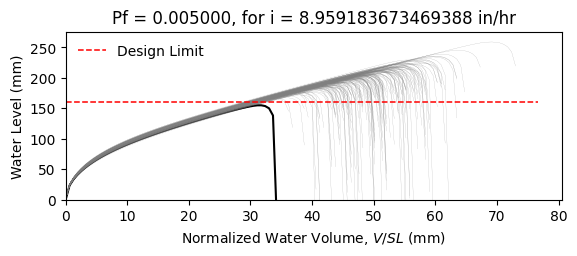 Pf = 0.005000, for i = 8.959183673469388 in/hr
Water Level (mm)
250
200
150
100
50
0
Design Limit
0 10 20 30 40 50 60 70 80
Normalized Water Volume, V/SL (mm)